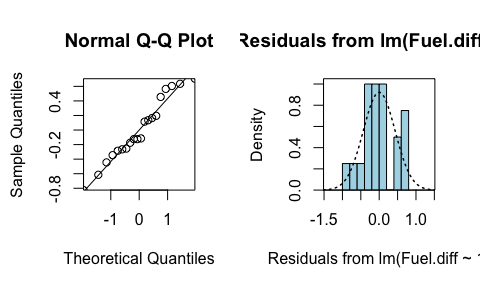 Normal Q-Q Plot
Sample Quantiles
0.4
-0.2
-0.8
-1 0 1
Theoretical Quantiles
Residuals from lm(Fuel.diff
Density
0.8
0.4
0.0
-1.5 0.0 1.0
Residuals from lm(Fuel.diff ~ 1